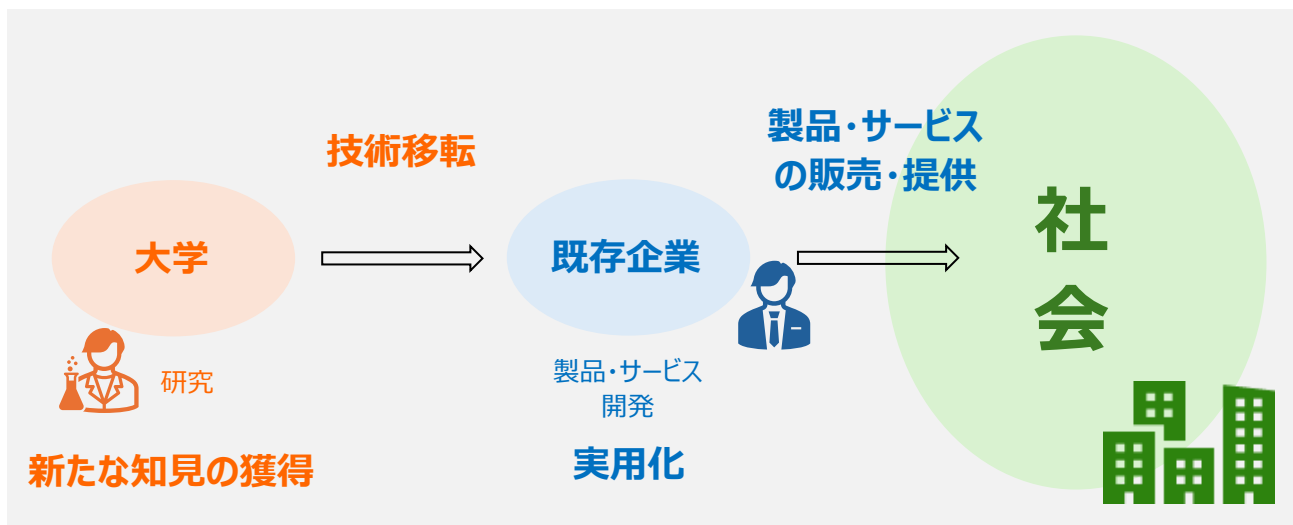 大学
研究
新たな知見の獲得
技術移転
既存企業
製品・サービス
開発
実用化
製品・サービス
の販売・提供
社
会